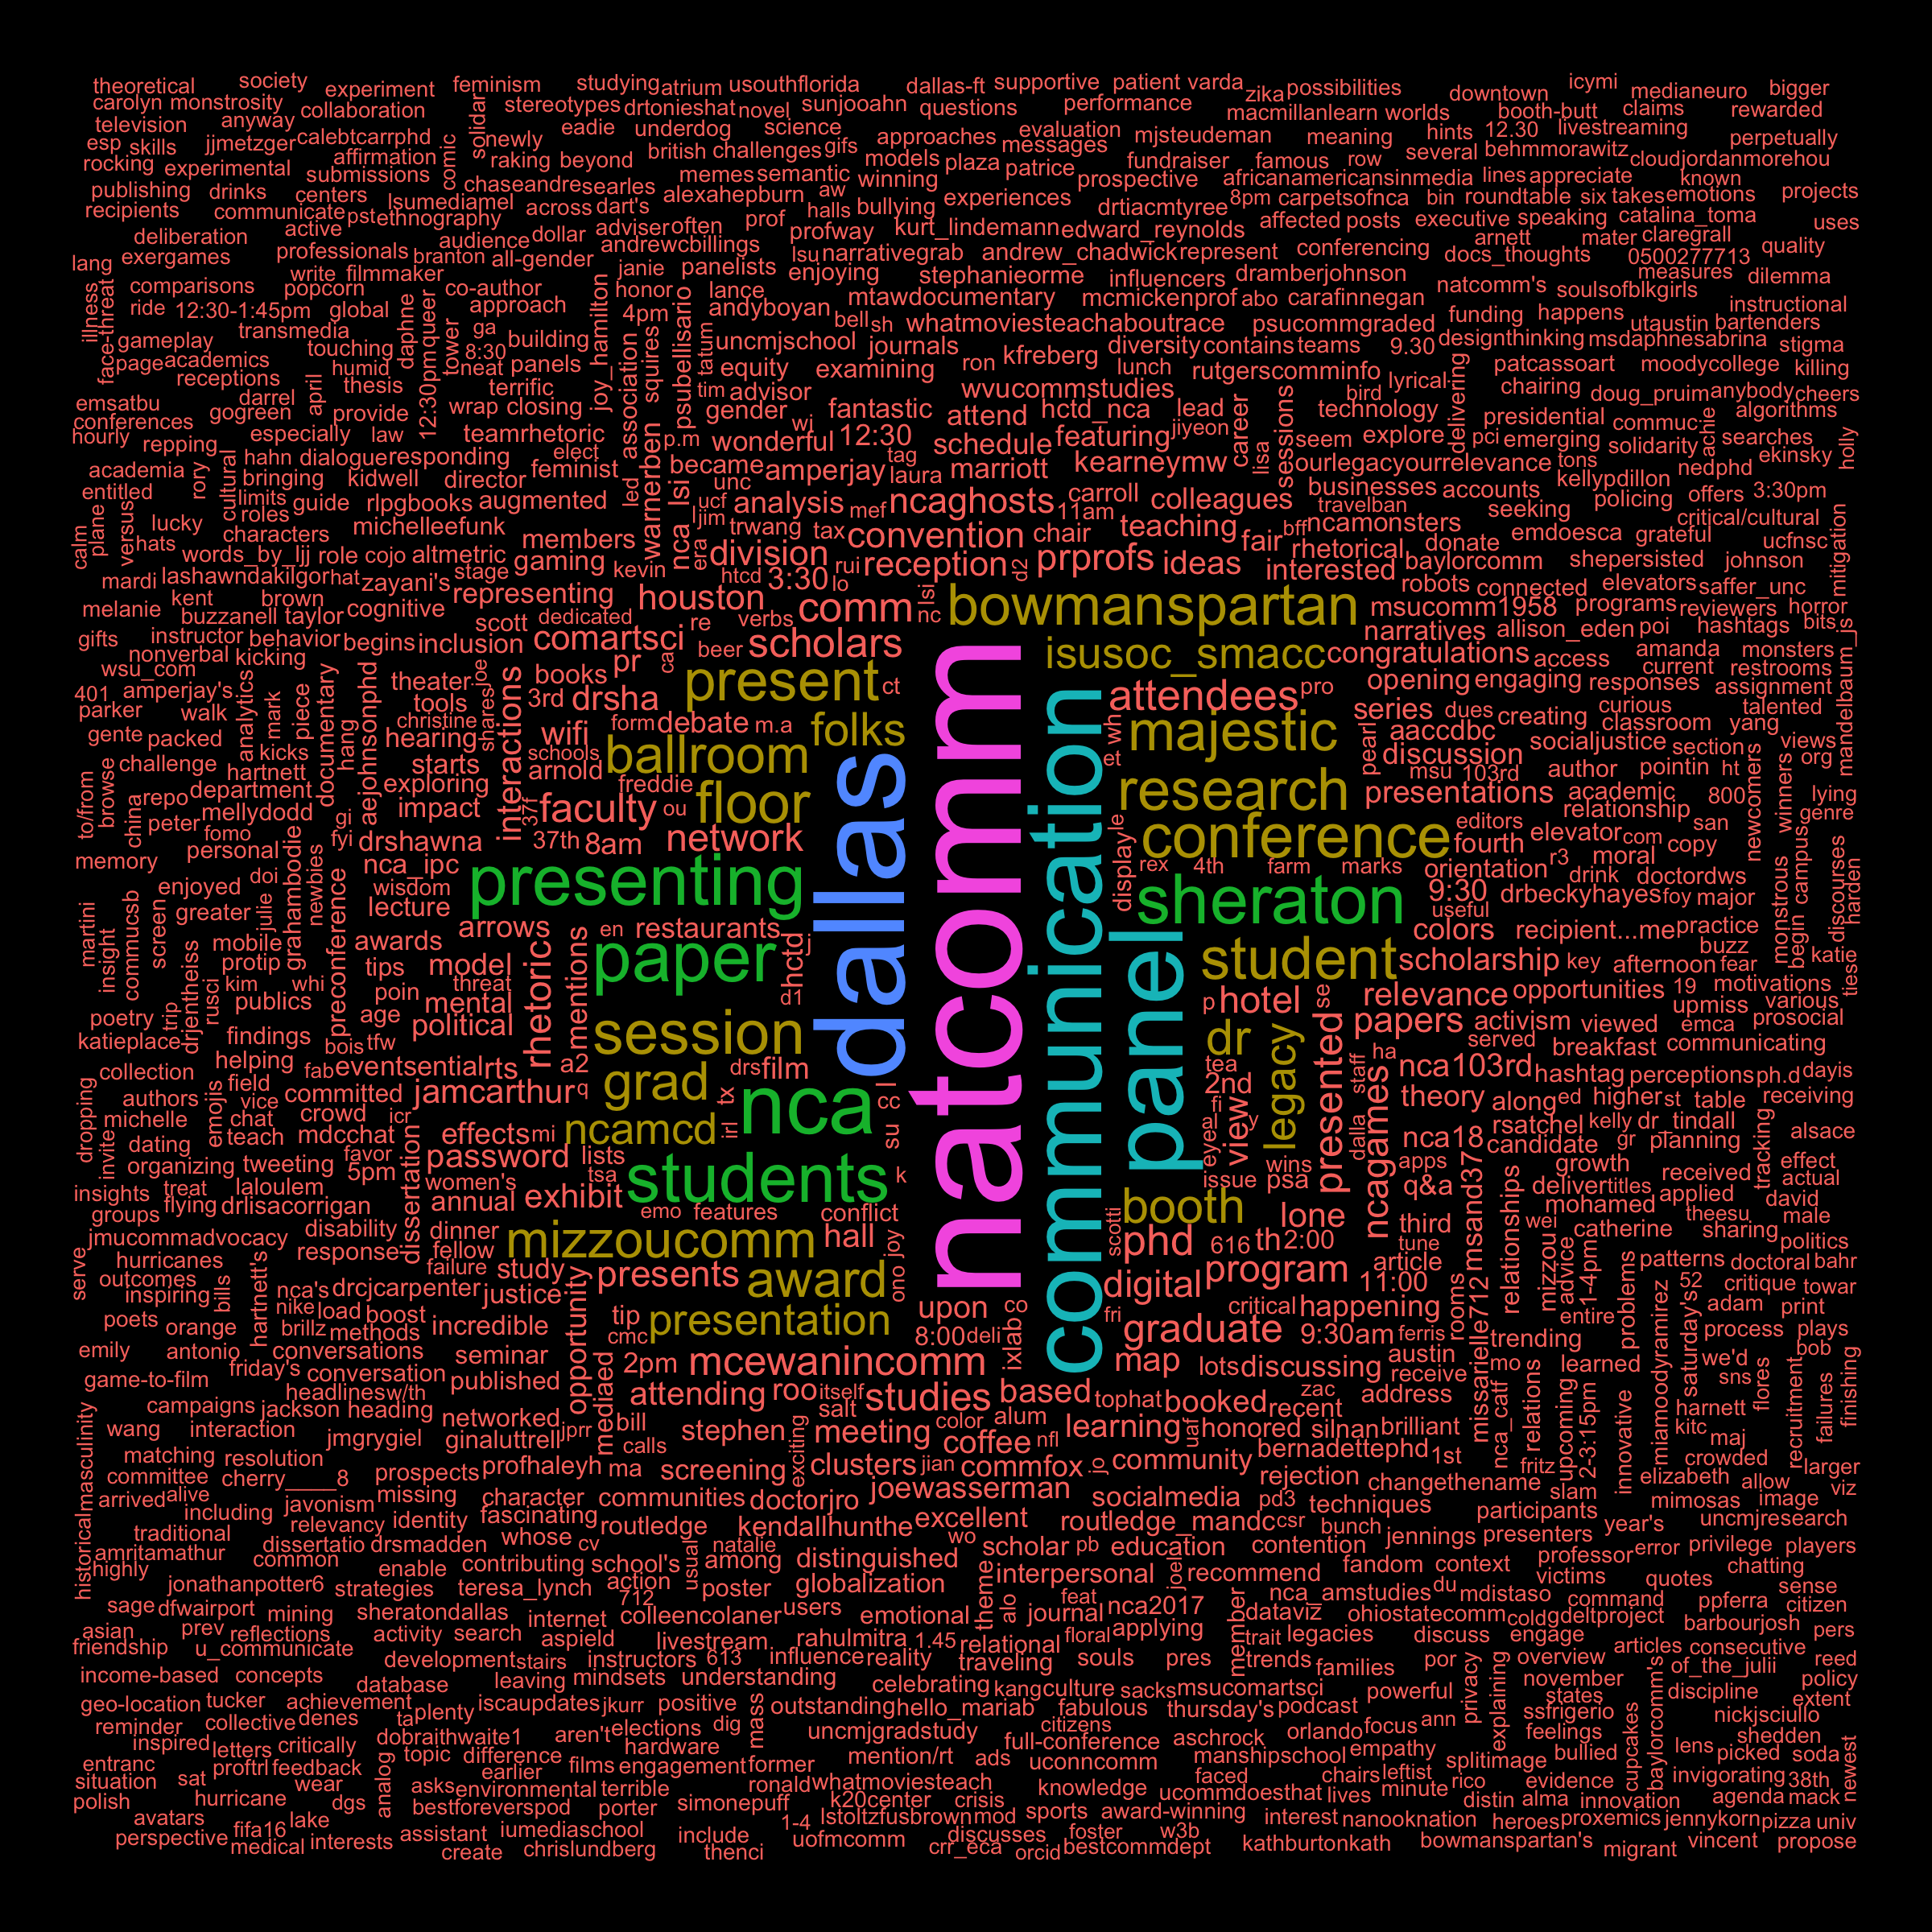 theoretical society experiment feminism studying atrium usouthflorida dallas-ft supportive patient varda zika possibilities downtown icymi medianeuro bigger
carolyn monstrosity collaboration stereotypes drtonieshat novel sunjooahn questions performance macmillanlearn worlds booth-butt claims rewarded
television anyway calebtcarrphd solidar newly eadie underdog science approaches evaluation messages mjsteudeman meaning hints 12.30 livestreaming perpetually
esp skills jjmetzger affirmation comic raking beyond british challenges gifs models plaza patrice fundraiser famous row several behmmorawitz cloudjordanmorehou
rocking experimental submissions chaseandre searles memes semantic winning prospective africanamericansinmedia lines appreciate known
publishing drinks centers lsumediamel across dart's alexahepburn aw bullying experiences drtiacmtyree 8pm carpetsofnca bin roundtable six takes emotions projects
recipients communicate pst ethnography adviser often prof halls profway kurt_lindemann edward_reynolds affected posts executive speaking catalina_toma uses
deliberation active audience dollar andrewcbillings lsu narrative grab andrew_chadwick represent conferencing arnett mater claregrall quality
lang exergames professionals branton all-gender janie panelists enjoying stephanieorme influencers dramberjohnson docs_thoughts 0500277713 measures dilemma
comparisons write filmmaker popcorn co-author honor lance mtawdocumentary mcmickenprof abo carafinnegan natcomm's soulsofblkgirls instructional
illness ride 12:30-1:45pm global approach joy_hamilton 4pm psubellisario andyboyan bell sh whatmoviesteachaboutrace psucommgraded funding happens utaustin bartenders
face-threat gameplay transmedia daphne queer tower ga building squires tatum uncmjschool journals diversity contains teams 9.30 designthinking msdaphnesabrina stigma
page academics touching 8:30 neat panels equity examining ron kfreberg lunch rutgerscomminfo lyrical delivering patcassoart moodycollege killing
receptions humid thesis 12:30pm terrific association tim advisor wvucommstudies bird chairing doug_pruim anybody cheers
emsatbu darrel april gogreen provide wrap closing gender wj fantastic attend hctd_nca lead career sessions technology presidential commuc achie algorithms
conferences hourly repping especially law teamrhetoric elect p.m wonderful 12:30 schedule featuring jiyeon lisa seem explore pci emerging solidarity searches holly
academia rory hahn dialogue responding feminist led warnerben became tag amperjay laura marriott kearneymw ourlegacyyourrelevance tons nedphd ekinsky
entitled bringing cultural kidwell director unc nca lsi businesses accounts kellypdillon policing offers 3:30pm
plane limits guide rlpgbooks augmented ucf analysis mef ncaghosts carroll 11am colleagues travelban seeking critical/cultural
calm versus lucky hats roles characters michelleefunk members ljim trwang tax convention chair teaching bff fair ncamonsters donate emdoesca grateful ucfnsc
words_by_ljj role cojo altmetric gaming era division rui reception d2 prprofs ideas rhetorical baylorcomm shepersisted johnson mitigation
mardi lashawndakilgor hat zayani's stage kevin htcd 3:30 lo interested robots connected elevators saffer_unc
melanie kent brown representing houston comm lsi nc bowmanspartan msucomm1958 programs reviewers horror
buzzanell taylor cognitive scott dedicated re verbs narratives allison_eden poi hashtags bits
gifts instructor behavior begins inclusion comartsci beer scholars isusoc_smacc congratulations access amanda monsters mandelbaum_js
wsu_com nonverbal kicking joe books pr ca present ct natcomm attendees pro opening engaging responses current restrooms assignment
401 amperjay's analytics documentary aejohmsonphd theater interactions 3rd drsha series dues creating curious talented
parker walk mark piece tools christine shares wifi form debate m.a folks wh majestic pearl aaccdbc classroom yang
gente packed hang hearing schools ballroom dallas communication et discussion socialjustice section views
challenge kicks hartnett starts arnold freddie research msu 103rd author pointin ht org
to/from browse china repo department exploring impact 37f faculty ou floor presentations academic 800 newcomers winners lying
peter mellydodd gi fomo fyi drshawna 37th 8am network le conference editors relationship san genre
memory personal nca_ipc display rex 4th farm marks fourth elevator com copy
enjoyed doi newbies wisdom presenting sheraton orientation r3 moral drink doctordws campus discourses harden
martini commucsb screen greater julie grahambodie preconference lecture arrows en restaurants jj 9:30 useful drbeckyhayes foy major
insight mobile awards rhetoric mentions paper hctd student colors recipient...me practice buzz monstrous begin katie
protip kim whi tips model threat d-1 scholarship key afternoon fear tiese
trip drjentheiss rusci publics poin mental panel p hotel se relevance opportunities 19 motivations various
poetry katieplace findings age political session dr presented papers activism viewed upmiss emca prosocial
helping bois tfw a2 legacy tea staff ha served breakfast communicating
collection field fab eventsentialrts drs film grad nca 2nd dalla nca103rd hashtag perceptions ph.d dayis
dropping authors emojis vice committed jamcarthur q tx l cc fi views ncagames theory along ed higher st table receiving
michelle chat crowd icr irl su eyeal y nca18 rsatchel kelly dr_tindall
invite dating teach mdcchat dissertation effects mi ncamcd wins candidate gr planning alsace
organizing tweeting favor 5pm password lists tsa students k issue psa apps growth received tracking effect
insights treat flying laloulem women's annual exhibit emo features q&a msand378 deliver titles applied actual
groups drlisacorrigan disability dinner conflict booth lone third mohamed theesu david male
jmucommadvocacy response fellow mizzoucomm hall joy scotti phd 616 th 2:00 tune wei catherine sharing politics
serve hurricanes outcomes failure study presents award ono digital program article relationships mizzou advice patterns doctoral bahr
inspiring bills hartnett's nca's drcjcarpenter justice opportunity 11:00 missarielle712 1-4pm problems miamoodyramirez 52 critique towar
poets nike load boost tip upon co fri critical happening rooms entire saturday's adam print
orange brillz methods incredible cmc presentation 8:00 deli ixlab graduate 9:30am ferris trending process plays
emily antonio conversations seminar mediaed 2pm mcewanincomm map lots discussing austin mo learned we'd bob
game-to-film friday's conversation published attending roo itself based tophat booked zac receive relations sns flores finishing
campaigns headlines w/th networked bill salt studies recent address nca_catf upcoming 2-3:15pm innovative harnett recruitment failures
historicalmasculinity wang jackson heading jprr stephen color alum learning uaf honored silnan brilliant kitc
interaction jmgrygiel ginaluttrell calls meeting coffee nfl bernadettephd 1st fritz maj crowded
matching resolution profhaleyh ma screening exciting clusters jian commfox jo community rejection changethename slam elizabeth allow larger
committee cherry____8 prospects character communities doctorjro joewasserman socialmedia pd3 techniques participants mimosas image viz
arrived alive including javonism missing fascinating routledge kendallhunthe excellent routledge_mandc csr bunch jennings presenters year's uncmjresearch
traditional relevancy identity whose cv natalie wo scholar pb education contention professor error privilege players
amritamathur highly common dissertatio drsmadden contributing school's usual among distinguished theme interpersonal joel recommend fandom context victims chatting
jonathanpotter6 enable strategies teresa_lynch action 712 poster globalization alo feat nca_amstudies du mdistaso quotes sense
sage dfwairport mining sheratondallas internet colleencolaner users emotional journal nca2017 member dataviz ohiostatecomm cold gdeltproject command ppferra citizen
asian prev reflections activity search aspield livestream rahulmitra 1.45 relational floral applying trait legacies discuss engage barbourjosh pers
friendship u_communicate development stairs instructors 613 influence reality traveling souls pres trends families por overview articles consecutive
income-based concepts database leaving mindsets understanding celebrating kang culture sacks msucomartsci powerful privacy november of_the_julii reed policy
geo-location tucker achievement denes ta plenty iscaupdates jkurr positive mass outstanding hello_mariab fabulous thursday's podcast explaining states discipline extent
reminder collective dobraithwaite1 aren't elections dig uncmjgradstudy citizens aschrock orlando focus ann ssfrigerio feelings cupcakes baylorcomm's nickjsciullo
inspired letters critically topic difference hardware full-conference uconncomm manshipschool empathy splitimage bullied lens shedden
entranc proftrl feedback analog earlier films engagement former mention/rt ads faced chairs leftist picked soda newest
situation sat wear asks environmental terrible ronald whatmoviesteach knowledge ucommdoesthat lives minute rico evidence invigorating 38th
polish hurricane dgs bestforeverspod porter simonepuff k20center crisis distin alma innovation agenda mack
avatars fifa16 lake 1-4 lstoltzfusbrown mod sports award-winning interest nanooknation heroes proxemics jennykorn pizza univ
perspective medical interests assistant iumediaschool include uofmcomm discusses foster w3b kathburtonkath bowmanspartan's vincent propose
create chrislundberg thenci crr_eca orcid bestcommdept migrant